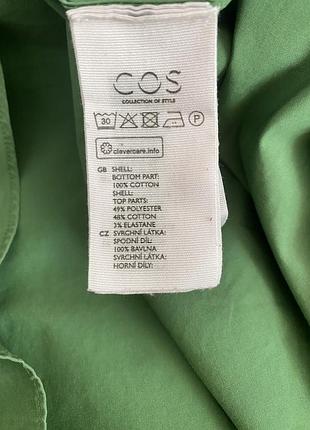 COS
COLLECTION OF STYLE
30 P
clevercare.info
GB SHELL:
BOTTOM PART:
100% COTTON
SHELL:
TOP PARTS:
49% POLYESTER
48% COTTON
3% ELASTANE
CZ SVRCHNÍ LÁTKA:
SPODNÍ DÍL:
100% BAVLNA
SVRCHNÍ LÁTKA:
HORNÍ DÍLY: